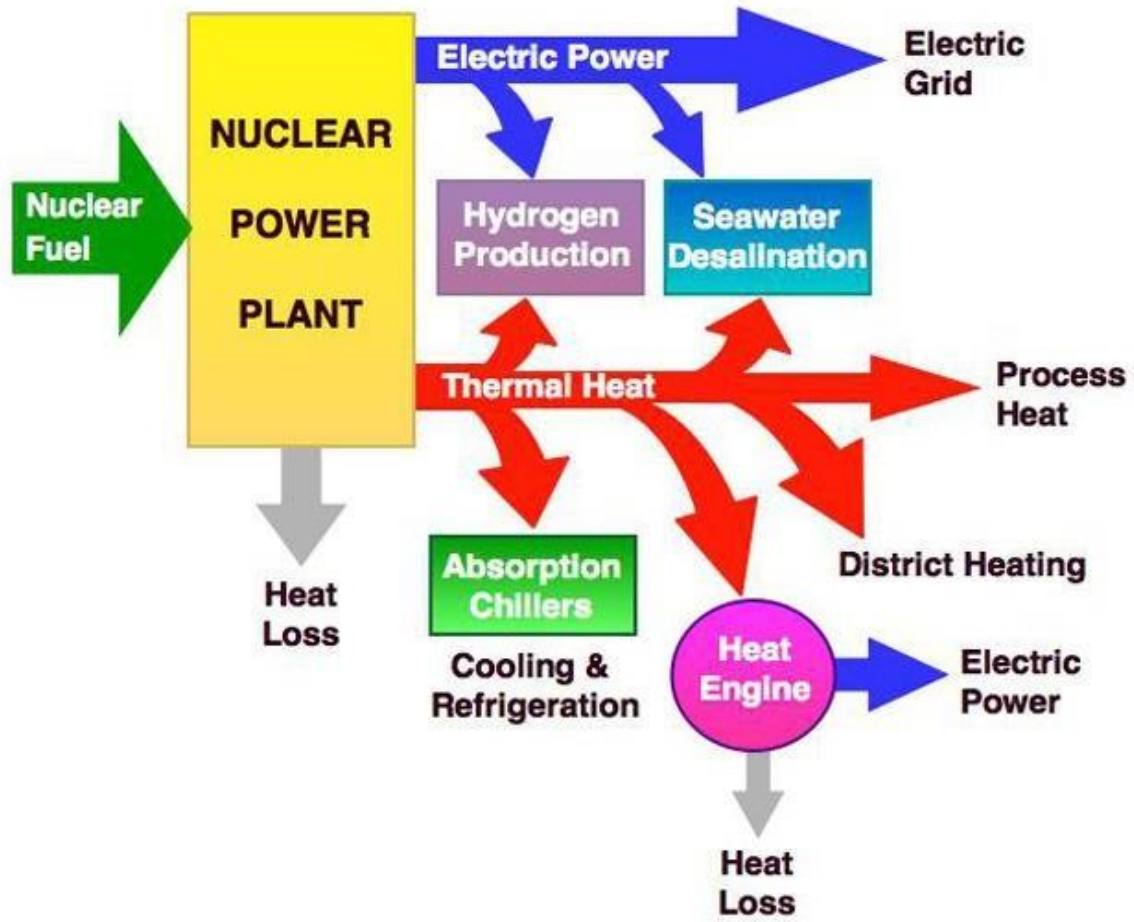 Nuclear
Fuel
NUCLEAR
POWER
PLANT
Electric Power
Electric
Grid
Hydrogen
Production
Seawater
Desalination
Thermal Heat
Process
Heat
Heat
Loss
Absorption
Chillers
Cooling &
Refrigeration
District Heating
Heat
Engine
Electric
Power
Heat
Loss